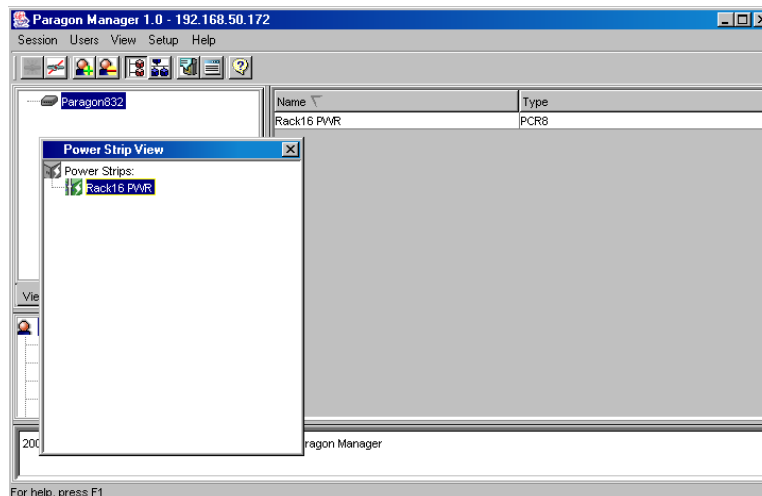 Paragon Manager 1.0 - 192.168.50.172
Session Users View Setup Help
Paragon832
Name Type
Rack16 PWR PCR8
Power Strip View
Power Strips:
Rack16 PWR
Vie
200 ragon Manager
For help, press F1